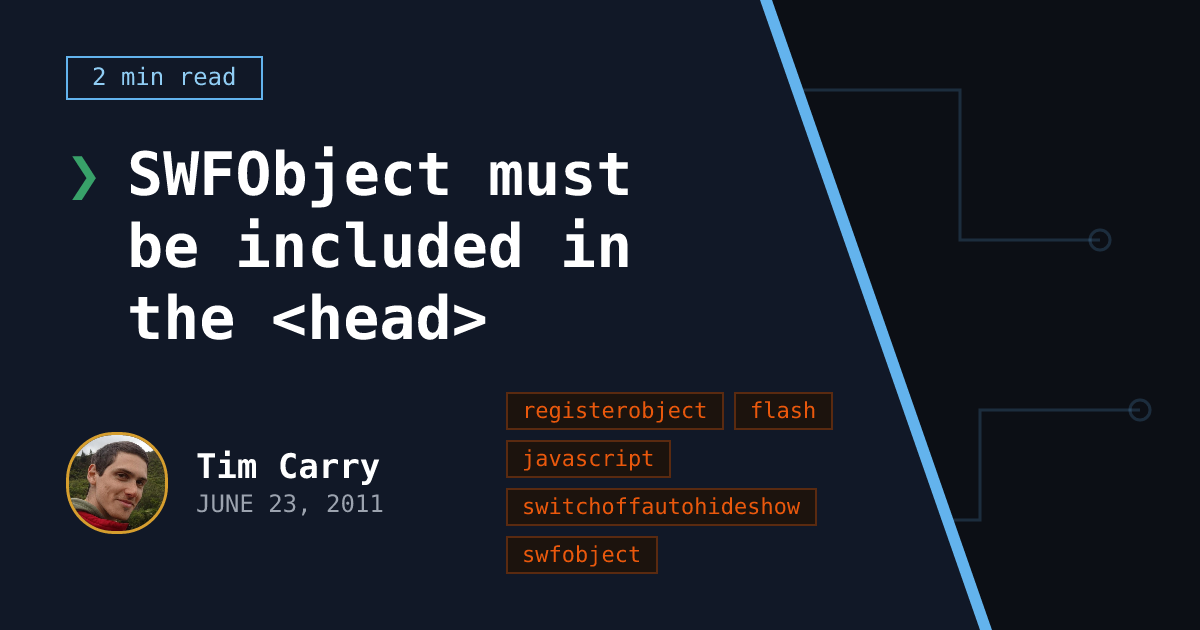 2 min read
❯ SWFObject must
be included in
the <head>
Tim Carry
JUNE 23, 2011
registerobject flash
javascript
switchoffautohideshow
swfobject